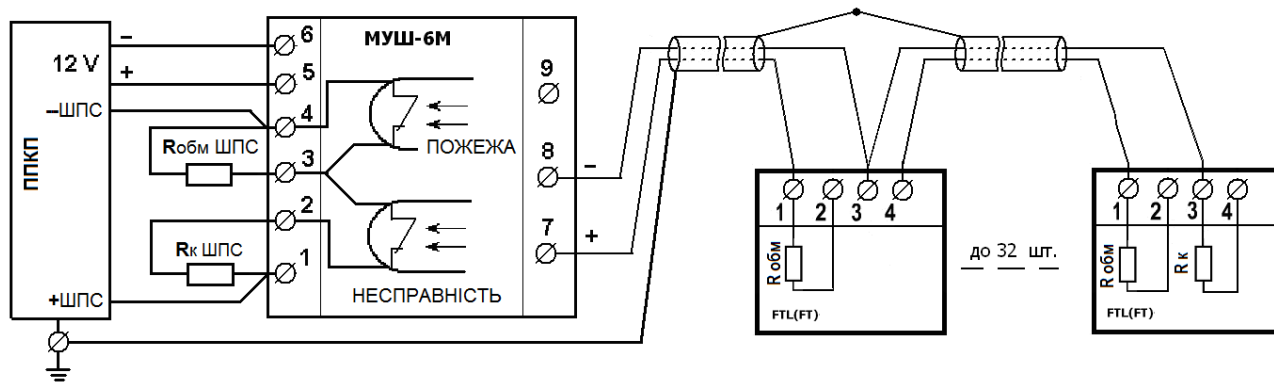 ППКП
12 V
–
+
–ШПС
+ШПС
Rобм ШПС
Rк ШПС
МУШ-6М
6
5
4
3
2
1
ПОЖЕЖА
НЕСПРАВНІСТЬ
9
8
7
–
+
1 2 3 4
R обм
FTL(FT)
до 32 шт.
1 2 3 4
R обм
R к
FTL(FT)